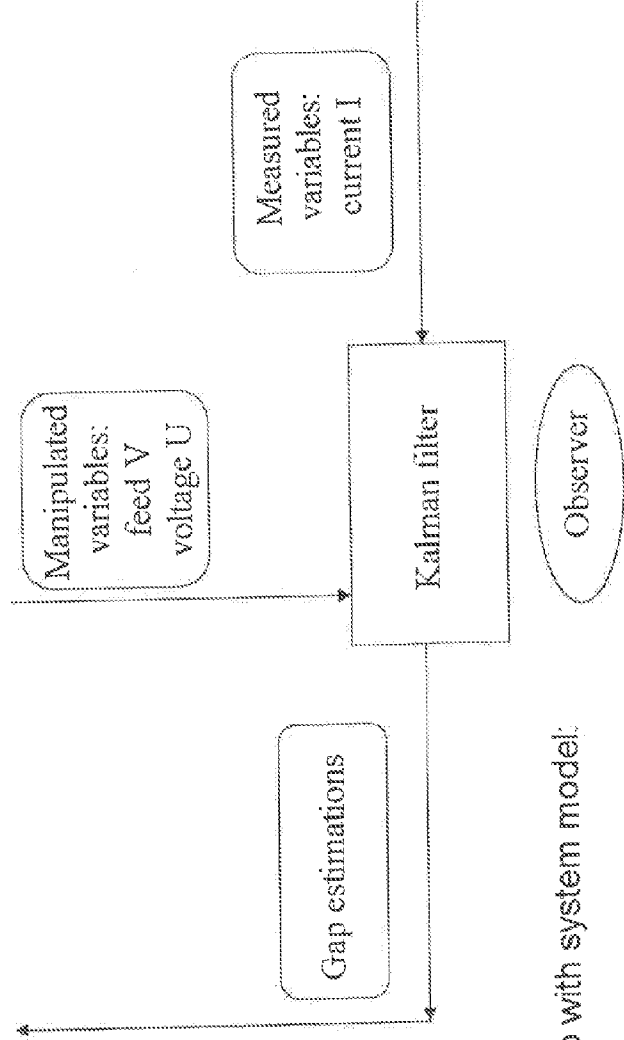 Manipulated
variables:
feed V
voltage U
Measured
variables:
current I
Gap estimations
Kalman filter
with system model:
Observer